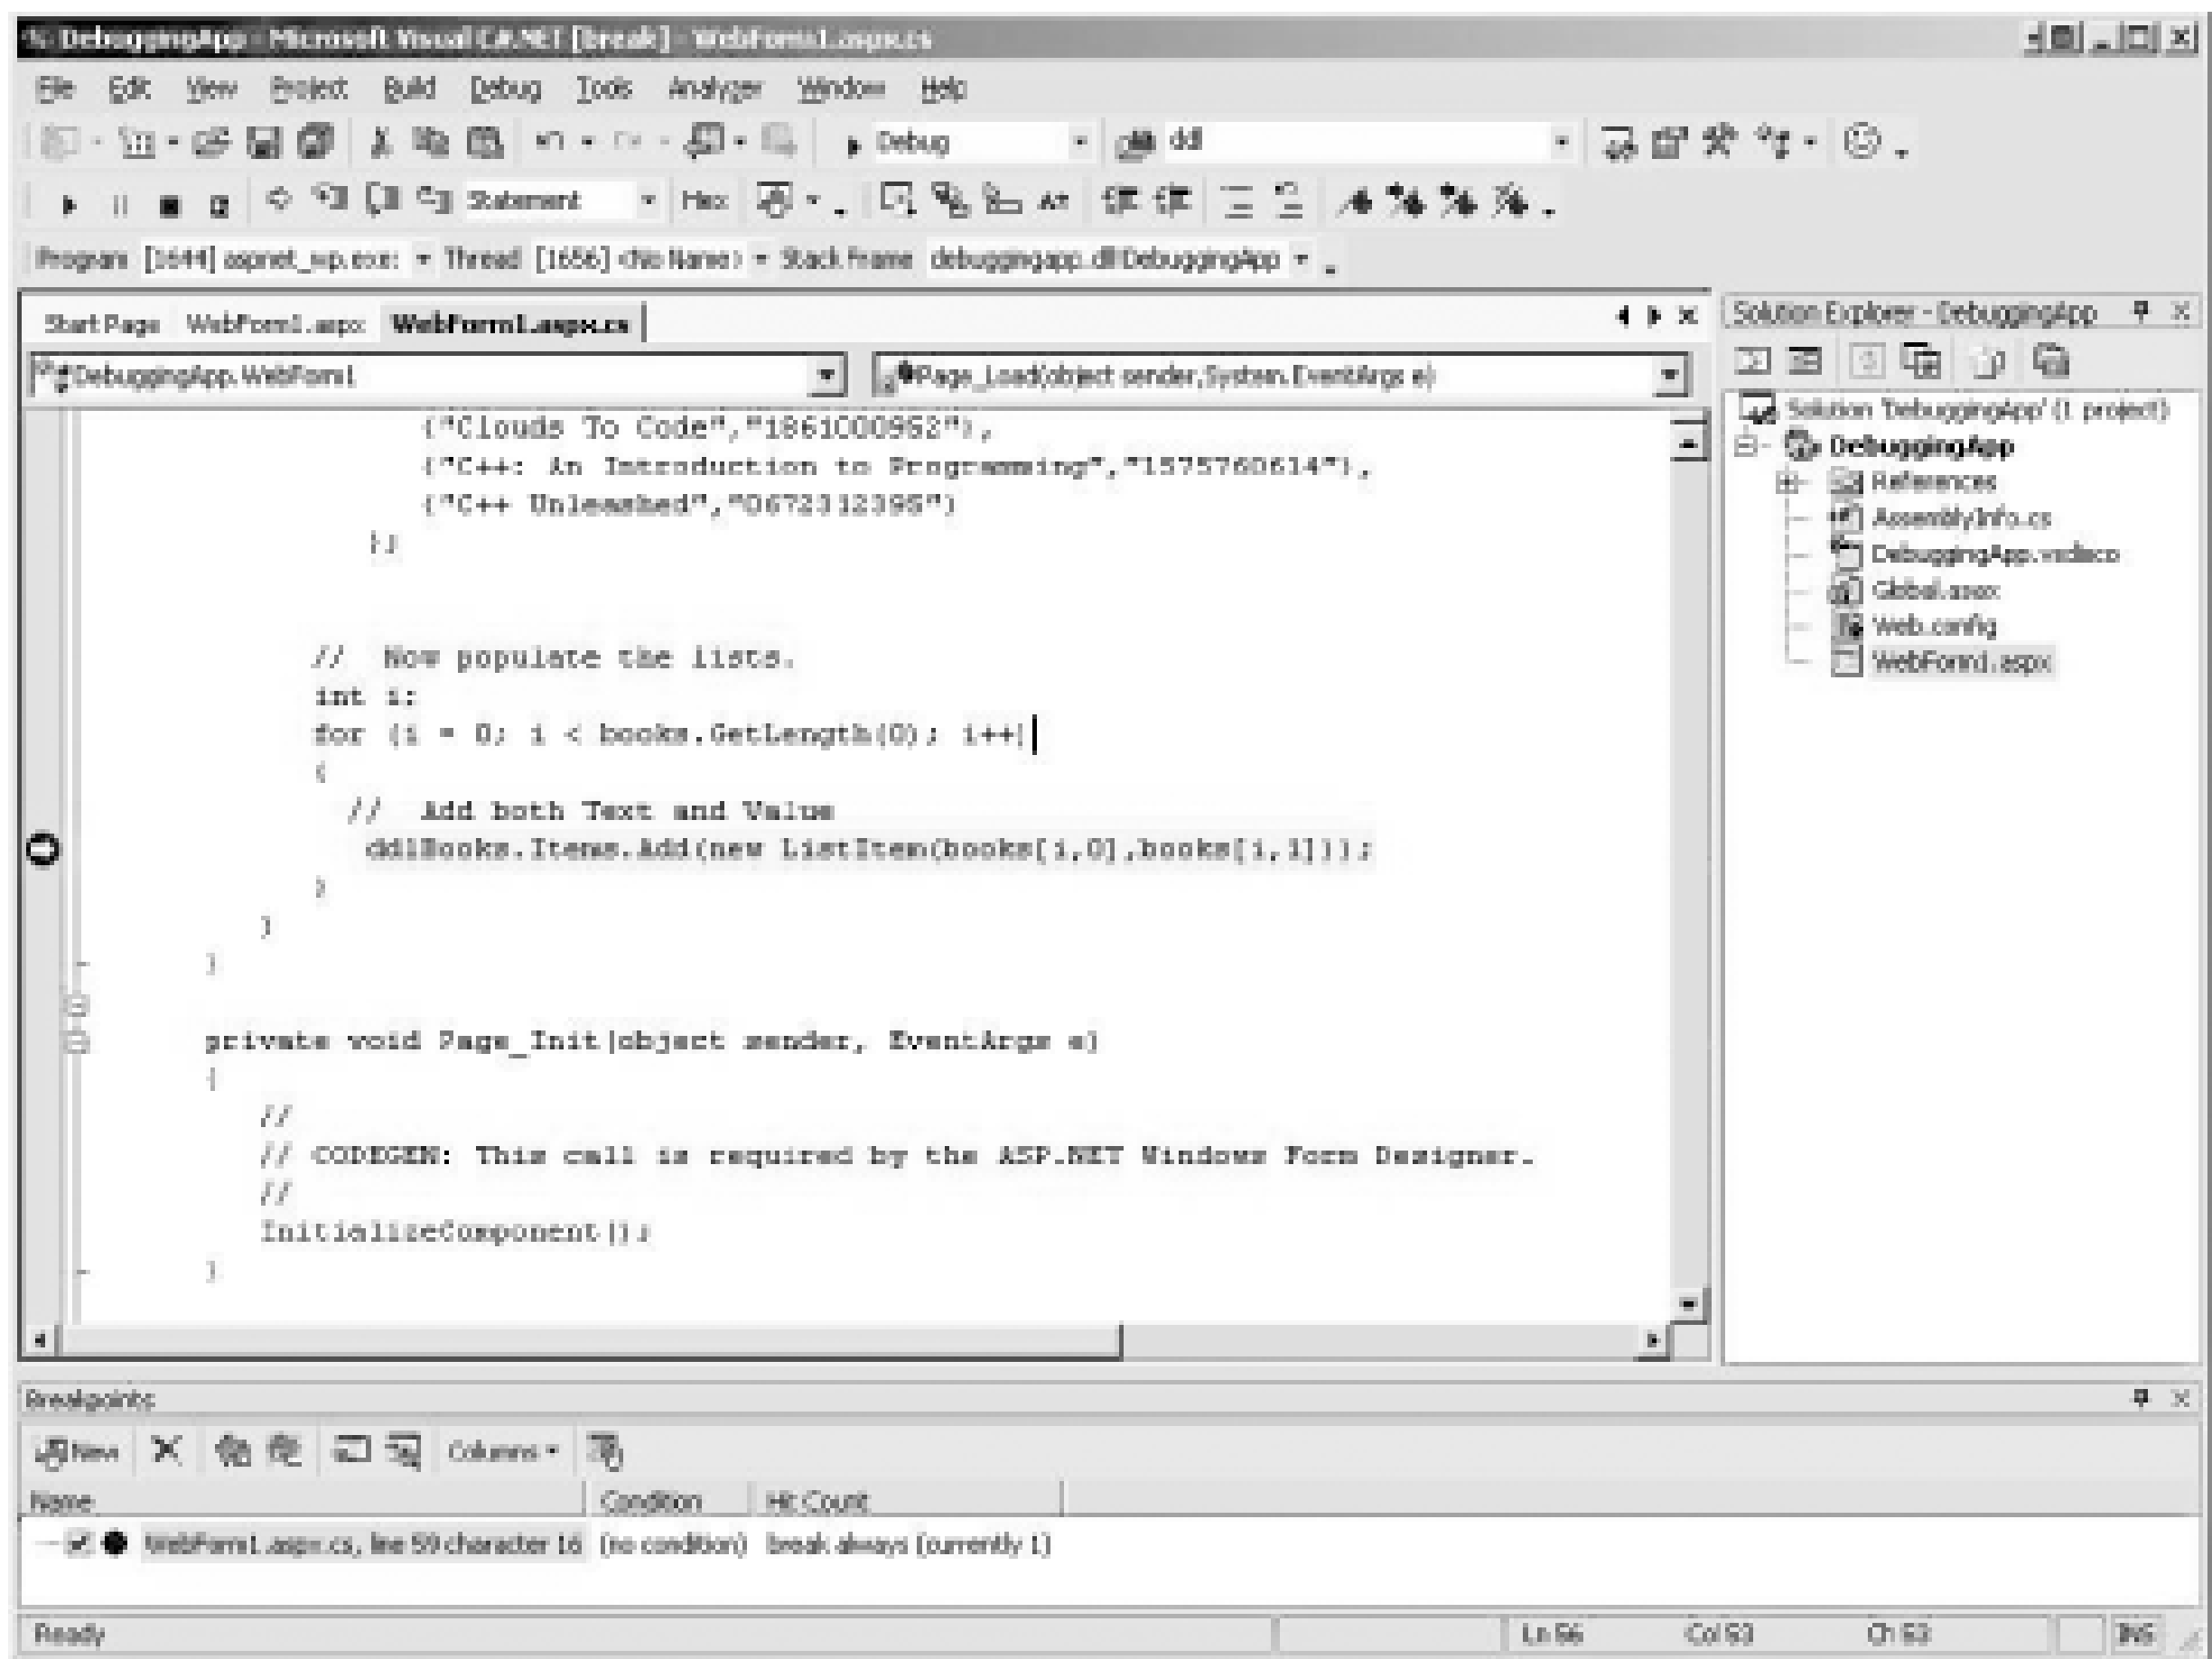 DebuggingApp - Microsoft Visual C#.NET [break] - WebForm1.aspx.cs
File Edit View Project Build Debug Tools Analyzer Window Help
Debug ddl
Statement Hex
Program [1644] aspnet_wp.exe: Thread [1656] <No Name> Stack Frame debuggingapp.dll!DebuggingApp
Start Page WebForm1.aspx WebForm1.aspx.cs
DebuggingApp.WebForm1 Page_Load(object sender,System.EventArgs e)
{"Clouds To Code","1861000952"},
{"C++: An Introduction to Programming","1575760614"},
{"C++ Unleashed","0672312395"}
};
// Now populate the lists.
int i;
for (i = 0; i < books.GetLength(0); i++)
{
// Add both Text and Value
ddlBooks.Items.Add(new ListItem(books[i,0],books[i,1]));
}
}
}
private void Page_Init(object sender, EventArgs e)
{
//
// CODEGEN: This call is required by the ASP.NET Windows Form Designer.
//
InitializeComponent();
}
Solution Explorer - DebuggingApp
Solution 'DebuggingApp' (1 project)
DebuggingApp
References
AssemblyInfo.cs
DebuggingApp.vsdisco
Global.asax
Web.config
WebForm1.aspx
Breakpoints
New Columns
Name Condition Hit Count
WebForm1.aspx.cs, line 59 character 16 (no condition) break always (currently 1)
Ready Ln 56 Col 53 Ch 53 INS